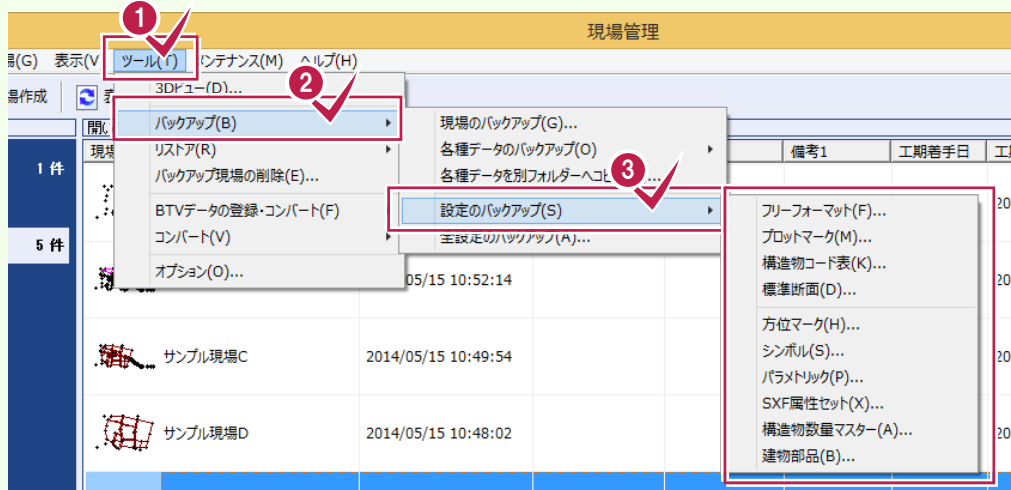 1
現場管理
(G) 表示(V ツール(T) メンテナンス(M) ヘルプ(H)
2
場作成
3Dビュー(D)...
バックアップ(B)
現場のバックアップ(G)...
開
現場
リストア(R)
各種データのバックアップ(O)
備考1
工期着手日
1 件
バックアップ現場の削除(E)...
各種データを別フォルダーへコピ
3
BTVデータの登録・コンバート(F)
設定のバックアップ(S)
フリーフォーマット(F)...
20
コンバート(V)
全設定のバックアップ(A)...
プロットマーク(M)...
5 件
構造物コード表(K)...
オプション(O)...
05/15 10:52:14
標準断面(D)...
20
方位マーク(H)...
シンボル(S)...
サンプル現場C
2014/05/15 10:49:54
20
パラメトリック(P)...
SXF属性セット(X)...
サンプル現場D
2014/05/15 10:48:02
構造物数量マスター(A)...
20
建物部品(B)...